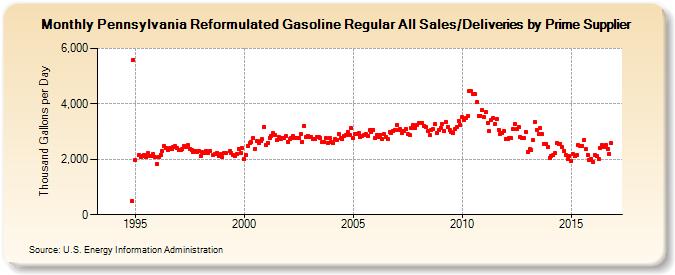 Monthly Pennsylvania Reformulated Gasoline Regular All Sales/Deliveries by Prime Supplier
Thousand Gallons per Day
6,000
4,000
2,000
0
1995 2000 2005 2010 2015
Source: U.S. Energy Information Administration